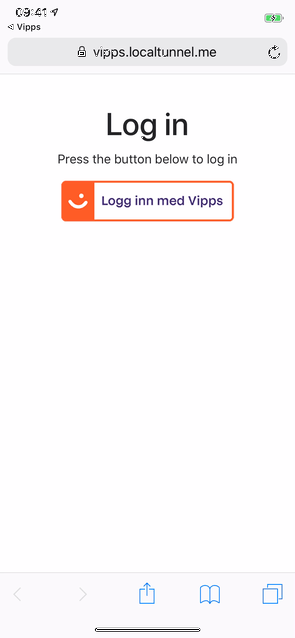 09:41
Vipps
vipps.localtunnel.me
Log in
Press the button below to log in
Logg inn med Vipps